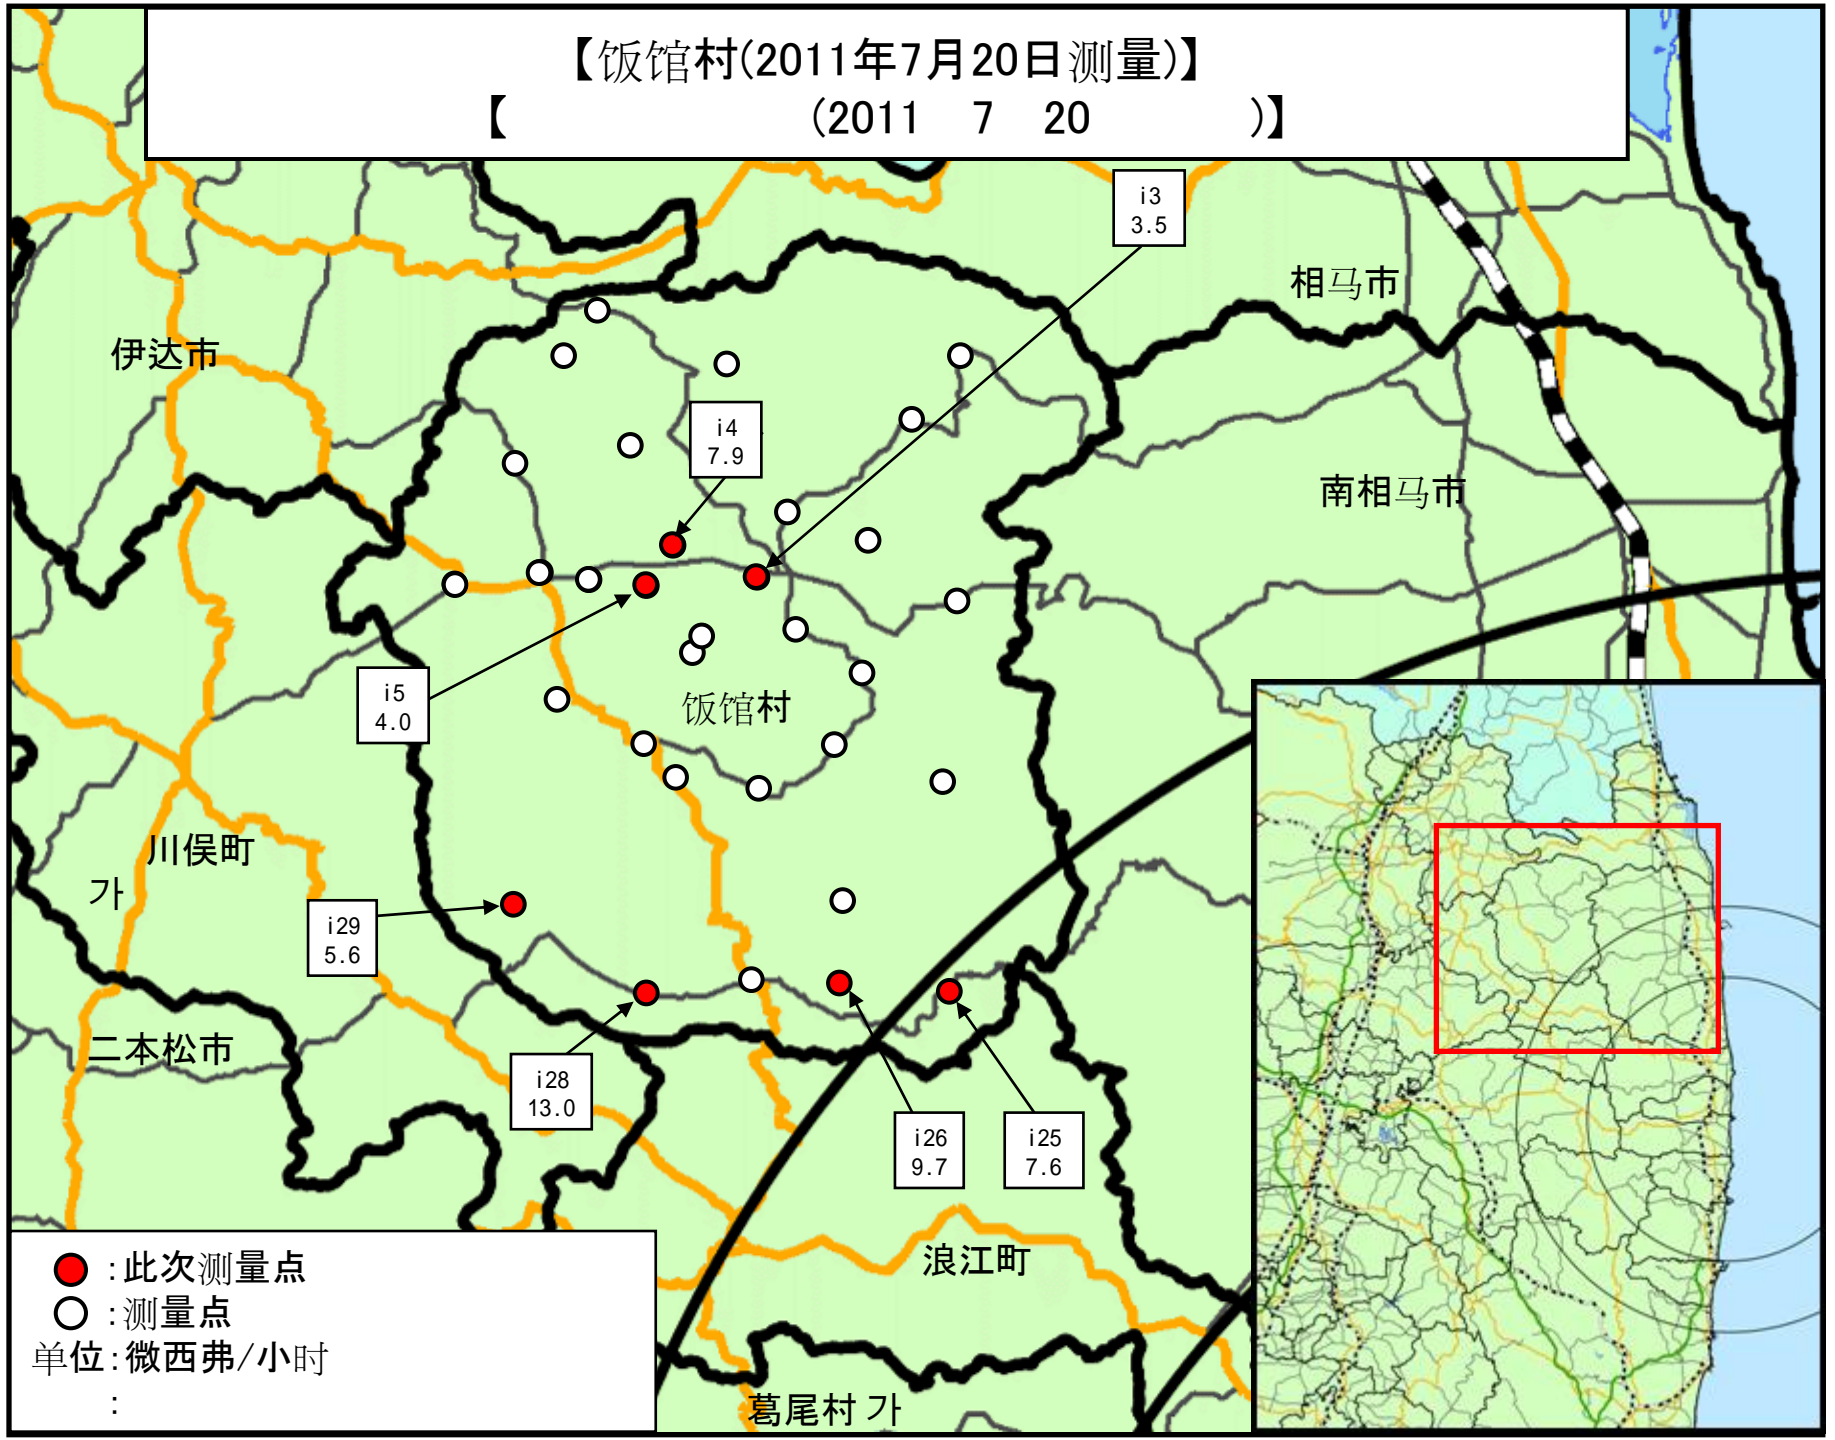 【饭馆村(2011年7月20日测量)】
【 (2011 7 20 )】
i3
3.5
相马市
伊达市
i4
7.9
南相马市
i5
4.0
饭馆村
川俣町
가
i29
5.6
二本松市
i28
13.0
i26
9.7
i25
7.6
浪江町
葛尾村 가
:此次测量点
:测量点
单位:微西弗/小时
: